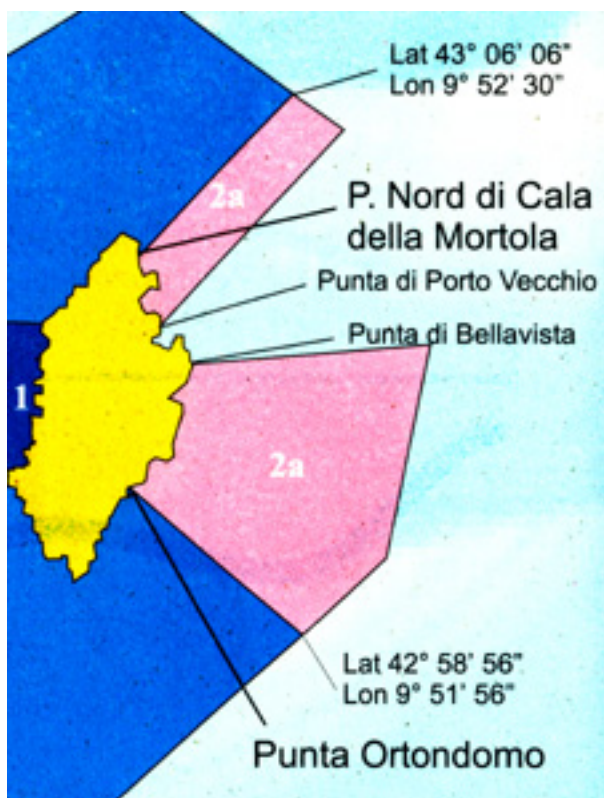 Lat 43° 06' 06"
Lon 9° 52' 30"
2a
P. Nord di Cala
della Mortola
Punta di Porto Vecchio
Punta di Bellavista
1
2a
Lat 42° 58' 56"
Lon 9° 51' 56"
Punta Ortondomo